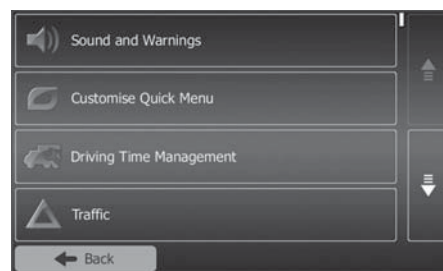 Sound and Warnings
Customise Quick Menu
Driving Time Management
Traffic
Back